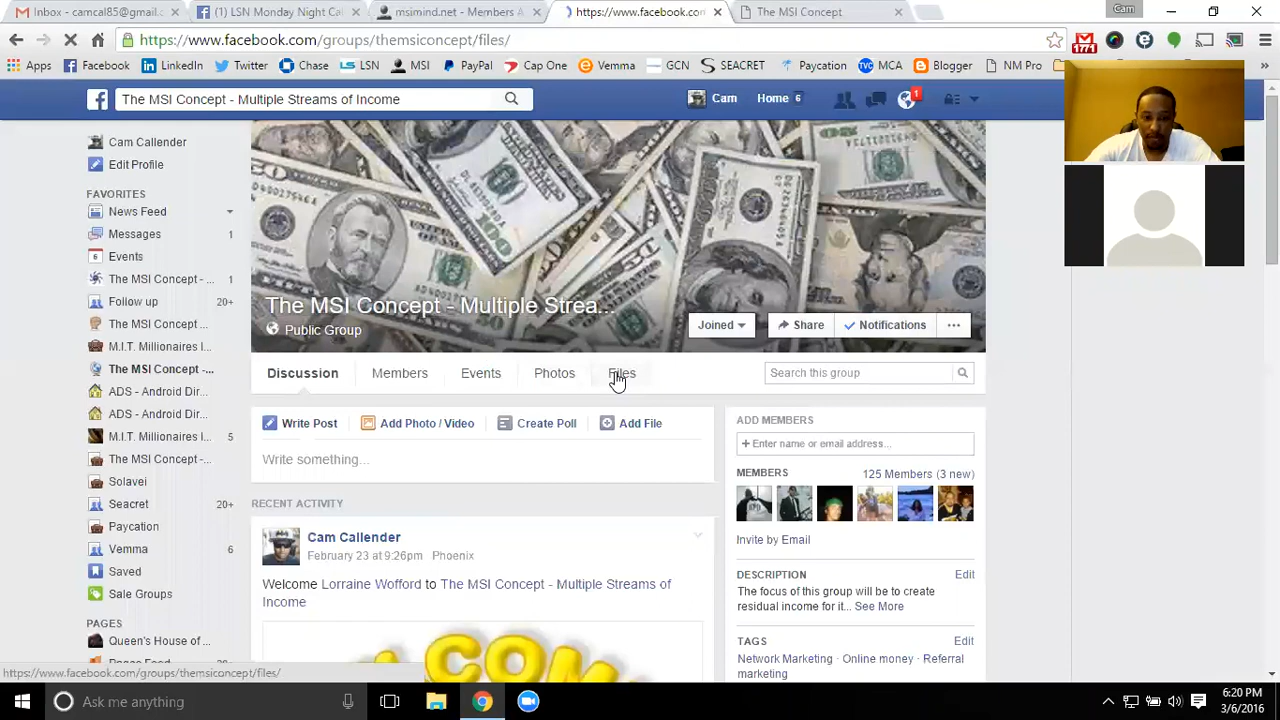 Inbox - camcal85@gmail.c
(1) LSN Monday Night Ca
msimind.net - Members A
https://www.facebook.co
The MSI Concept
Cam
https://www.facebook.com/groups/themsiconcept/files/
1771
Apps
Facebook
LinkedIn
Twitter
Chase
LSN
MSI
PayPal
Cap One
Vemma
GCN
SEACRET
Paycation
MCA
Blogger
NM Pro
The MSI Concept - Multiple Streams of Income
Cam
Home 6
1
Cam Callender
Edit Profile
FAVORITES
News Feed
Messages 1
Events
The MSI Concept - ... 1
Follow up 20+
The MSI Concept ...
M.I.T. Millionaires I...
The MSI Concept -...
ADS - Android Dir...
ADS - Android Dir...
M.I.T. Millionaires I... 5
The MSI Concept -...
Solavei
Seacret 20+
Paycation
Vemma 6
Saved
Sale Groups
PAGES
Queen's House of ...
Pages Feed 20+
The MSI Concept - Multiple Strea...
Public Group
Joined
Share
Notifications
Discussion
Members
Events
Photos
Files
Search this group
Write Post
Add Photo / Video
Create Poll
Add File
Write something...
RECENT ACTIVITY
Cam Callender
February 23 at 9:26pm Phoenix
Welcome Lorraine Wofford to The MSI Concept - Multiple Streams of
Income
ADD MEMBERS
+ Enter name or email address...
MEMBERS
125 Members (3 new)
Invite by Email
DESCRIPTION
Edit
The focus of this group will be to create
residual income for it... See More
TAGS
Edit
Network Marketing · Online money · Referral
marketing
https://www.facebook.com/groups/themsiconcept/files/
Ask me anything
6:20 PM
3/6/2016